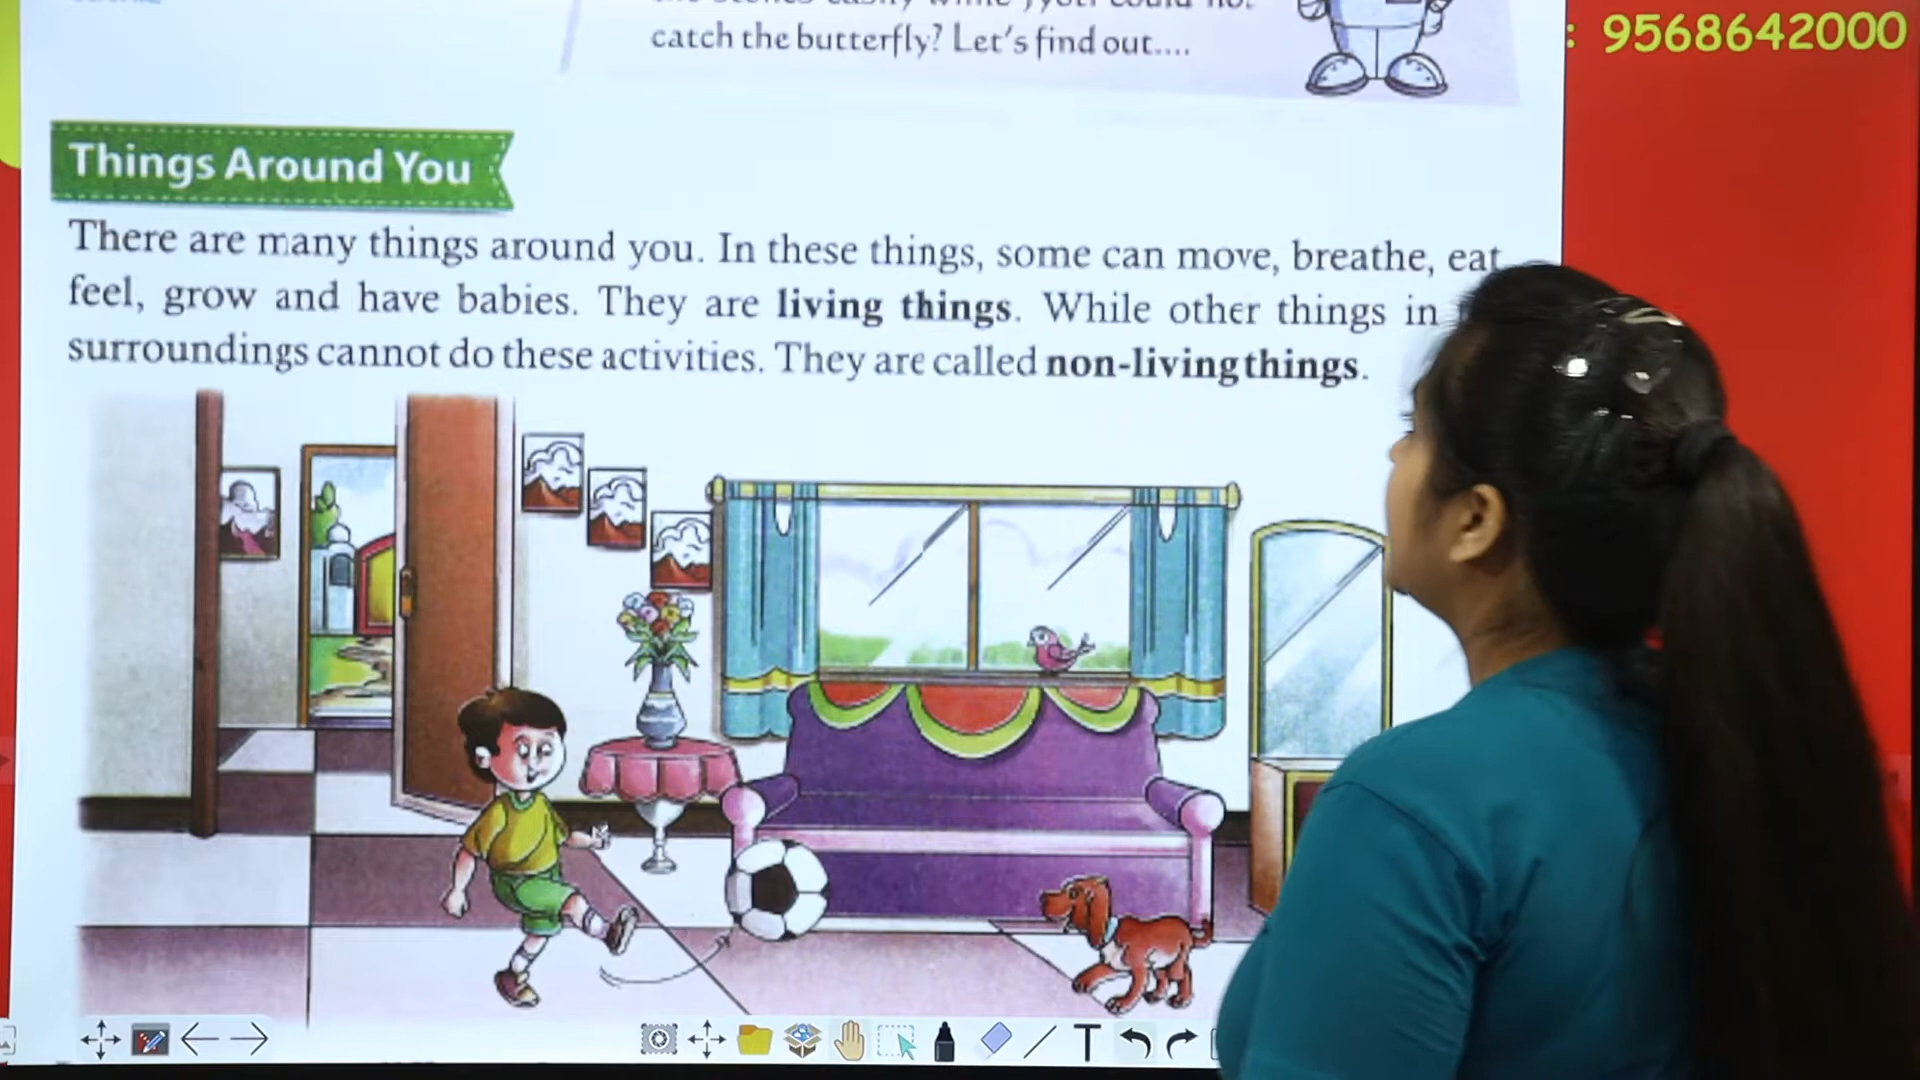 catch the butterfly? Let's find out....
: 9568642000
Things Around You
There are many things around you. In these things, some can move, breathe, eat
feel, grow and have babies. They are living things. While other things in
surroundings cannot do these activities. They are called non-living things.
T